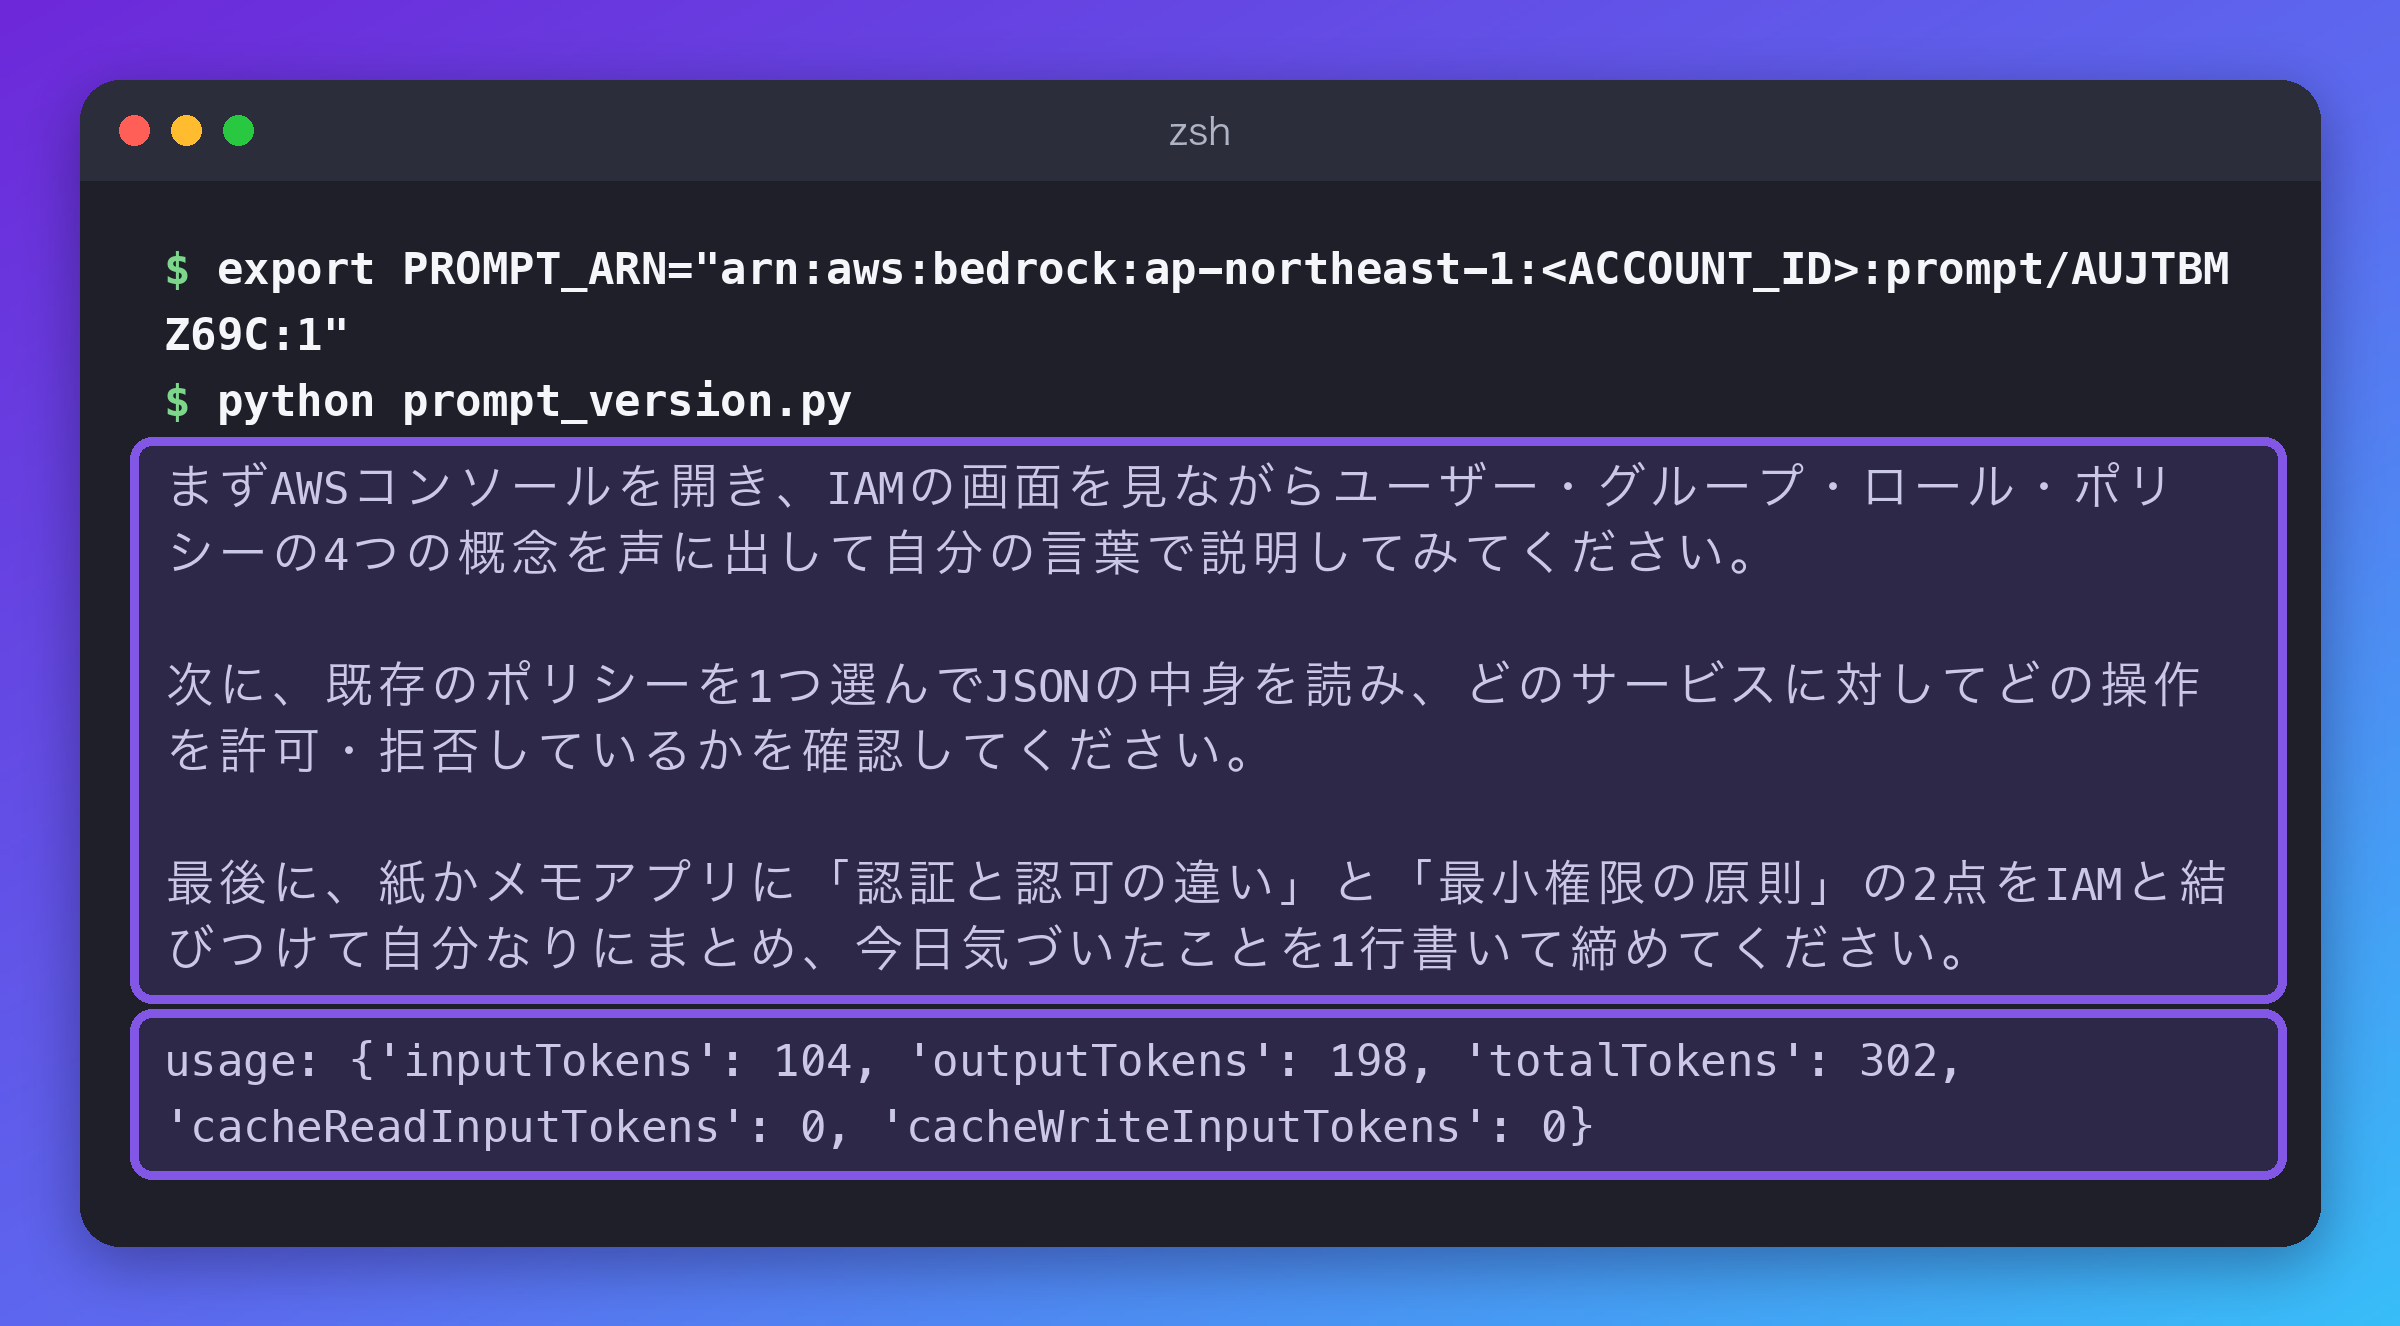 zsh
$ export PROMPT_ARN="arn:aws:bedrock:ap-northeast-1:<ACCOUNT_ID>:prompt/AUJTBM
Z69C:1"
$ python prompt_version.py
まずAWSコンソールを開き、IAMの画面を見ながらユーザー・グループ・ロール・ポリ
シーの4つの概念を声に出して自分の言葉で説明してみてください。
次に、既存のポリシーを1つ選んでJSONの中身を読み、どのサービスに対してどの操作
を許可・拒否しているかを確認してください。
最後に、紙かメモアプリに「認証と認可の違い」と「最小権限の原則」の2点をIAMと結
びつけて自分なりにまとめ、今日気づいたことを1行書いて締めてください。
usage: {'inputTokens': 104, 'outputTokens': 198, 'totalTokens': 302,
'cacheReadInputTokens': 0, 'cacheWriteInputTokens': 0}